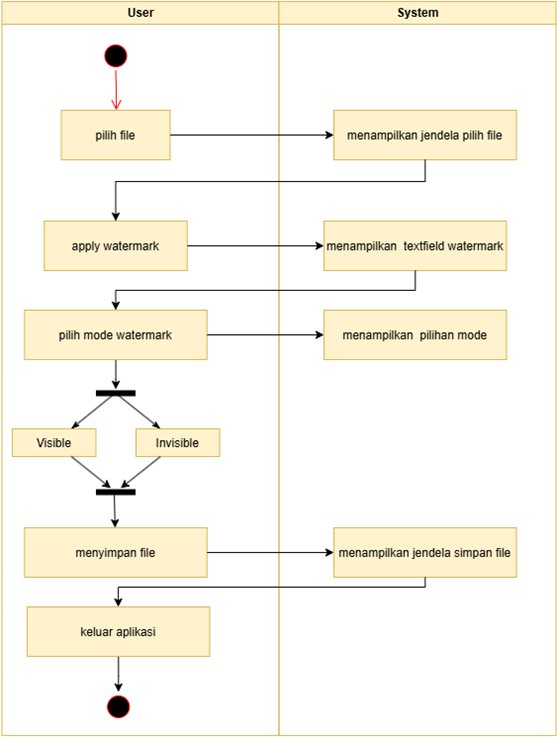 User
System
pilih file
menampilkan jendela pilih file
apply watermark
menampilkan textfield watermark
pilih mode watermark
menampilkan pilihan mode
Visible
Invisible
menyimpan file
menampilkan jendela simpan file
keluar aplikasi